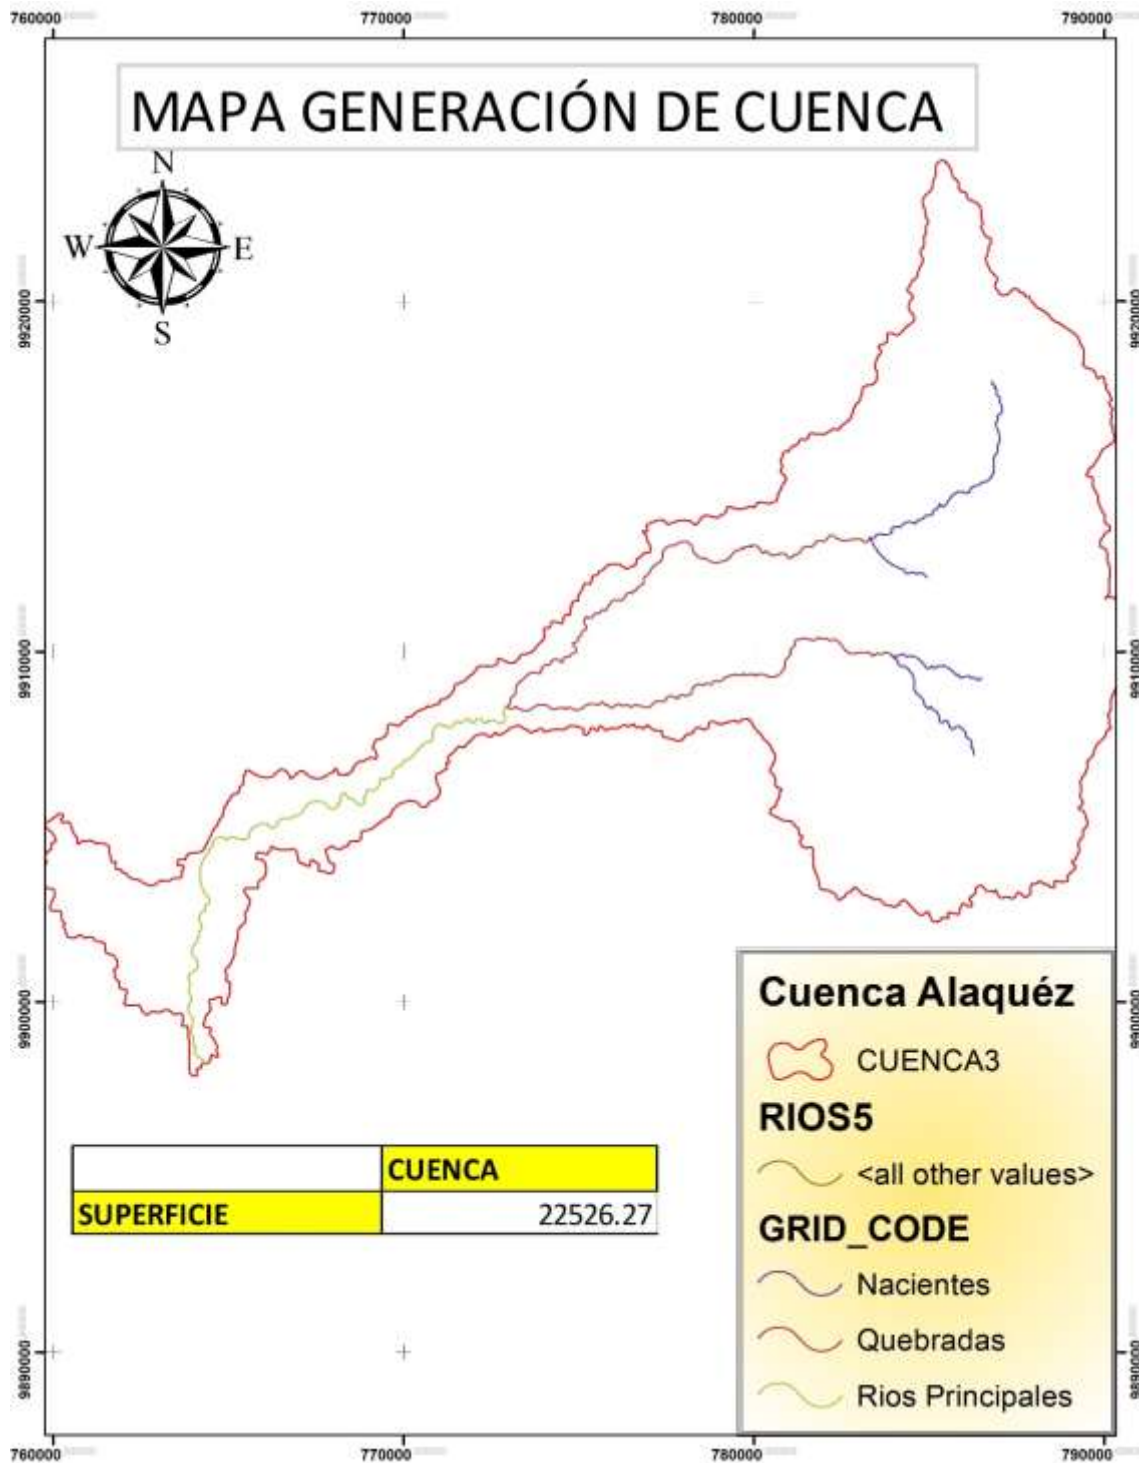 760000
770000
780000
790000
MAPA GENERACIÓN DE CUENCA
N
W
E
S
9920000
9920000
9910000
9910000
9900000
9900000
Cuenca Alaquéz
CUENCA3
RIOS5
<all other values>
GRID_CODE
Nacientes
Quebradas
Rios Principales
CUENCA
SUPERFICIE
22526.27
9890000
9890000
760000
770000
780000
790000